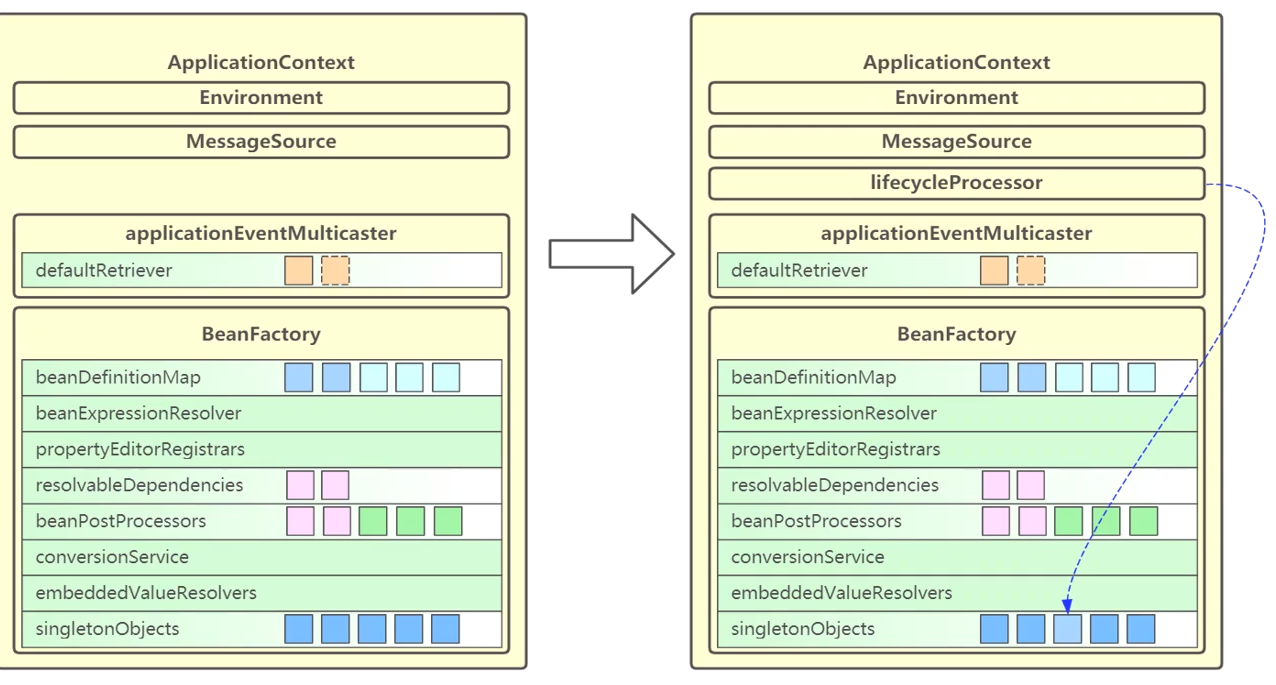 ApplicationContext
Environment
MessageSource
applicationEventMulticaster
defaultRetriever
BeanFactory
beanDefinitionMap
beanExpressionResolver
propertyEditorRegistrars
resolvableDependencies
beanPostProcessors
conversionService
embeddedValueResolvers
singletonObjects
ApplicationContext
Environment
MessageSource
lifecycleProcessor
applicationEventMulticaster
defaultRetriever
BeanFactory
beanDefinitionMap
beanExpressionResolver
propertyEditorRegistrars
resolvableDependencies
beanPostProcessors
conversionService
embeddedValueResolvers
singletonObjects